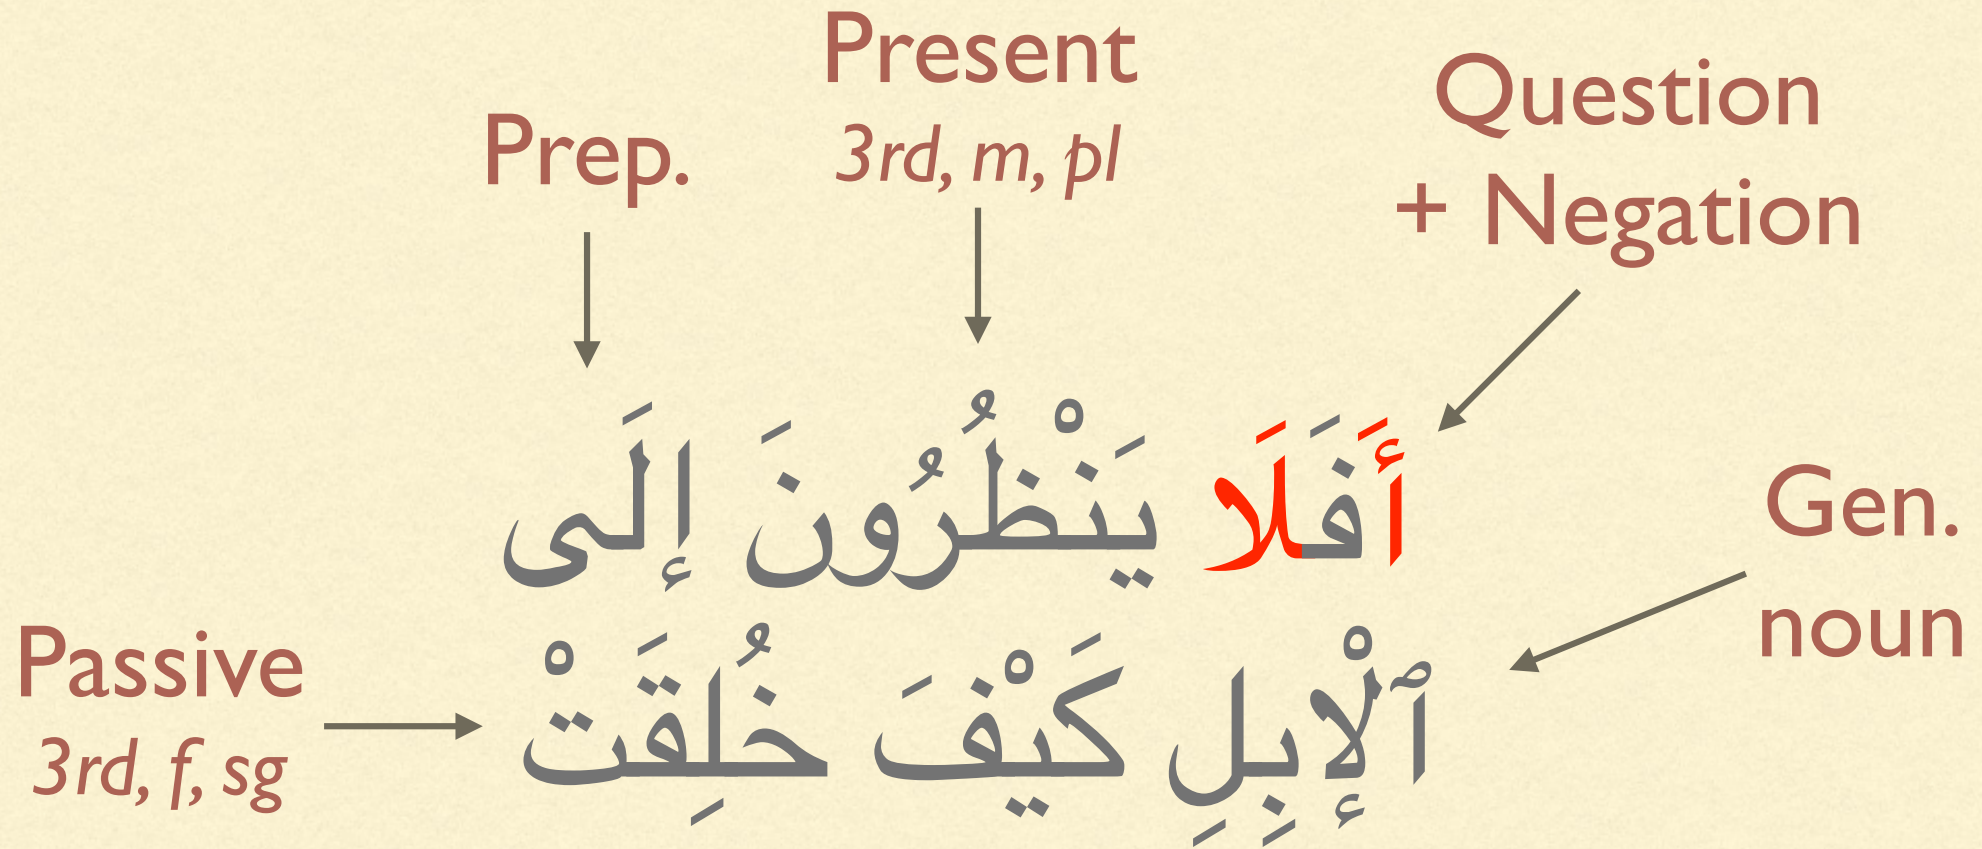 Present
3rd, m, pl
Prep.
Question
+ Negation
أَفَلَا يَنْظُرُونَ إِلَى
Gen.
noun
ٱلْإِبِلِ كَيْفَ خُلِقَتْ
Passive
3rd, f, sg